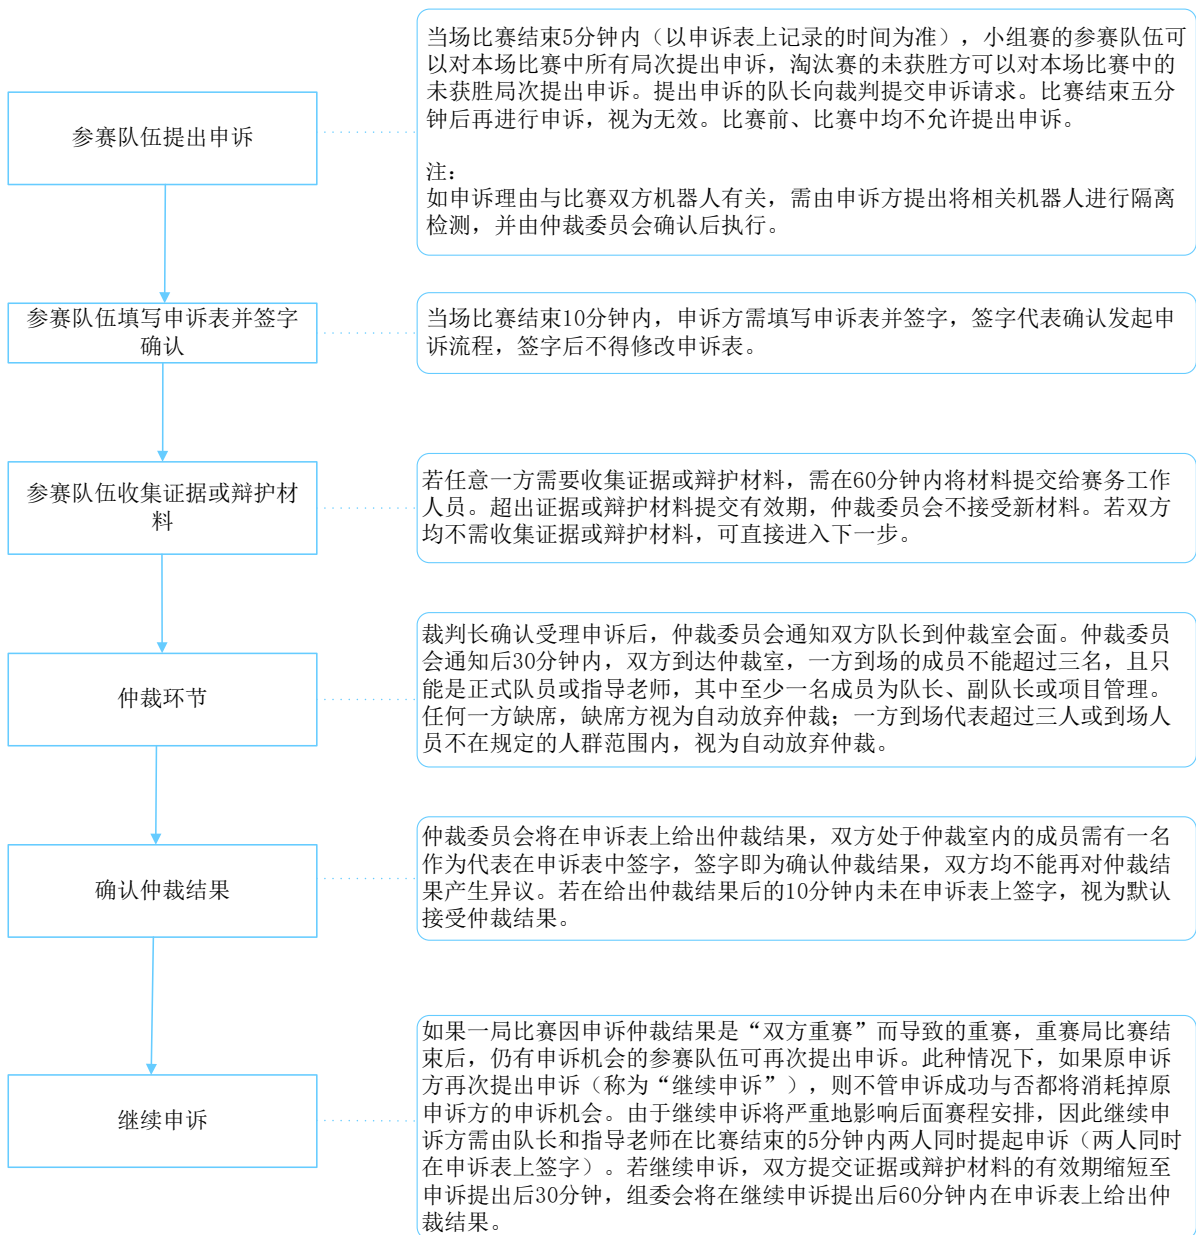 参赛队伍提出申诉
当场比赛结束5分钟内（以申诉表上记录的时间为准），小组赛的参赛队伍可
以对本场比赛中所有局次提出申诉，淘汰赛的未获胜方可以对本场比赛中的
未获胜局次提出申诉。提出申诉的队长向裁判提交申诉请求。比赛结束五分
钟后再进行申诉，视为无效。比赛前、比赛中均不允许提出申诉。
注：
如申诉理由与比赛双方机器人有关，需由申诉方提出将相关机器人进行隔离
检测，并由仲裁委员会确认后执行。
参赛队伍填写申诉表并签字
确认
当场比赛结束10分钟内，申诉方需填写申诉表并签字，签字代表确认发起申
诉流程，签字后不得修改申诉表。
参赛队伍收集证据或辩护材
料
若任意一方需要收集证据或辩护材料，需在60分钟内将材料提交给赛务工作
人员。超出证据或辩护材料提交有效期，仲裁委员会不接受新材料。若双方
均不需收集证据或辩护材料，可直接进入下一步。
仲裁环节
裁判长确认受理申诉后，仲裁委员会通知双方队长到仲裁室会面。仲裁委员
会通知后30分钟内，双方到达仲裁室，一方到场的成员不能超过三名，且只
能是正式队员或指导老师，其中至少一名成员为队长、副队长或项目管理。
任何一方缺席，缺席方视为自动放弃仲裁；一方到场代表超过三人或到场人
员不在规定的人群范围内，视为自动放弃仲裁。
确认仲裁结果
仲裁委员会将在申诉表上给出仲裁结果，双方处于仲裁室内的成员需有一名
作为代表在申诉表中签字，签字即为确认仲裁结果，双方均不能再对仲裁结
果产生异议。若在给出仲裁结果后的10分钟内未在申诉表上签字，视为默认
接受仲裁结果。
继续申诉
如果一局比赛因申诉仲裁结果是“双方重赛”而导致的重赛，重赛局比赛结
束后，仍有申诉机会的参赛队伍可再次提出申诉。此种情况下，如果原申诉
方再次提出申诉（称为“继续申诉”），则不管申诉成功与否都将消耗掉原
申诉方的申诉机会。由于继续申诉将严重地影响后面赛程安排，因此继续申
诉方需由队长和指导老师在比赛结束的5分钟内两人同时提起申诉（两人同时
在申诉表上签字）。若继续申诉，双方提交证据或辩护材料的有效期缩短至
申诉提出后30分钟，组委会将在继续申诉提出后60分钟内在申诉表上给出仲
裁结果。